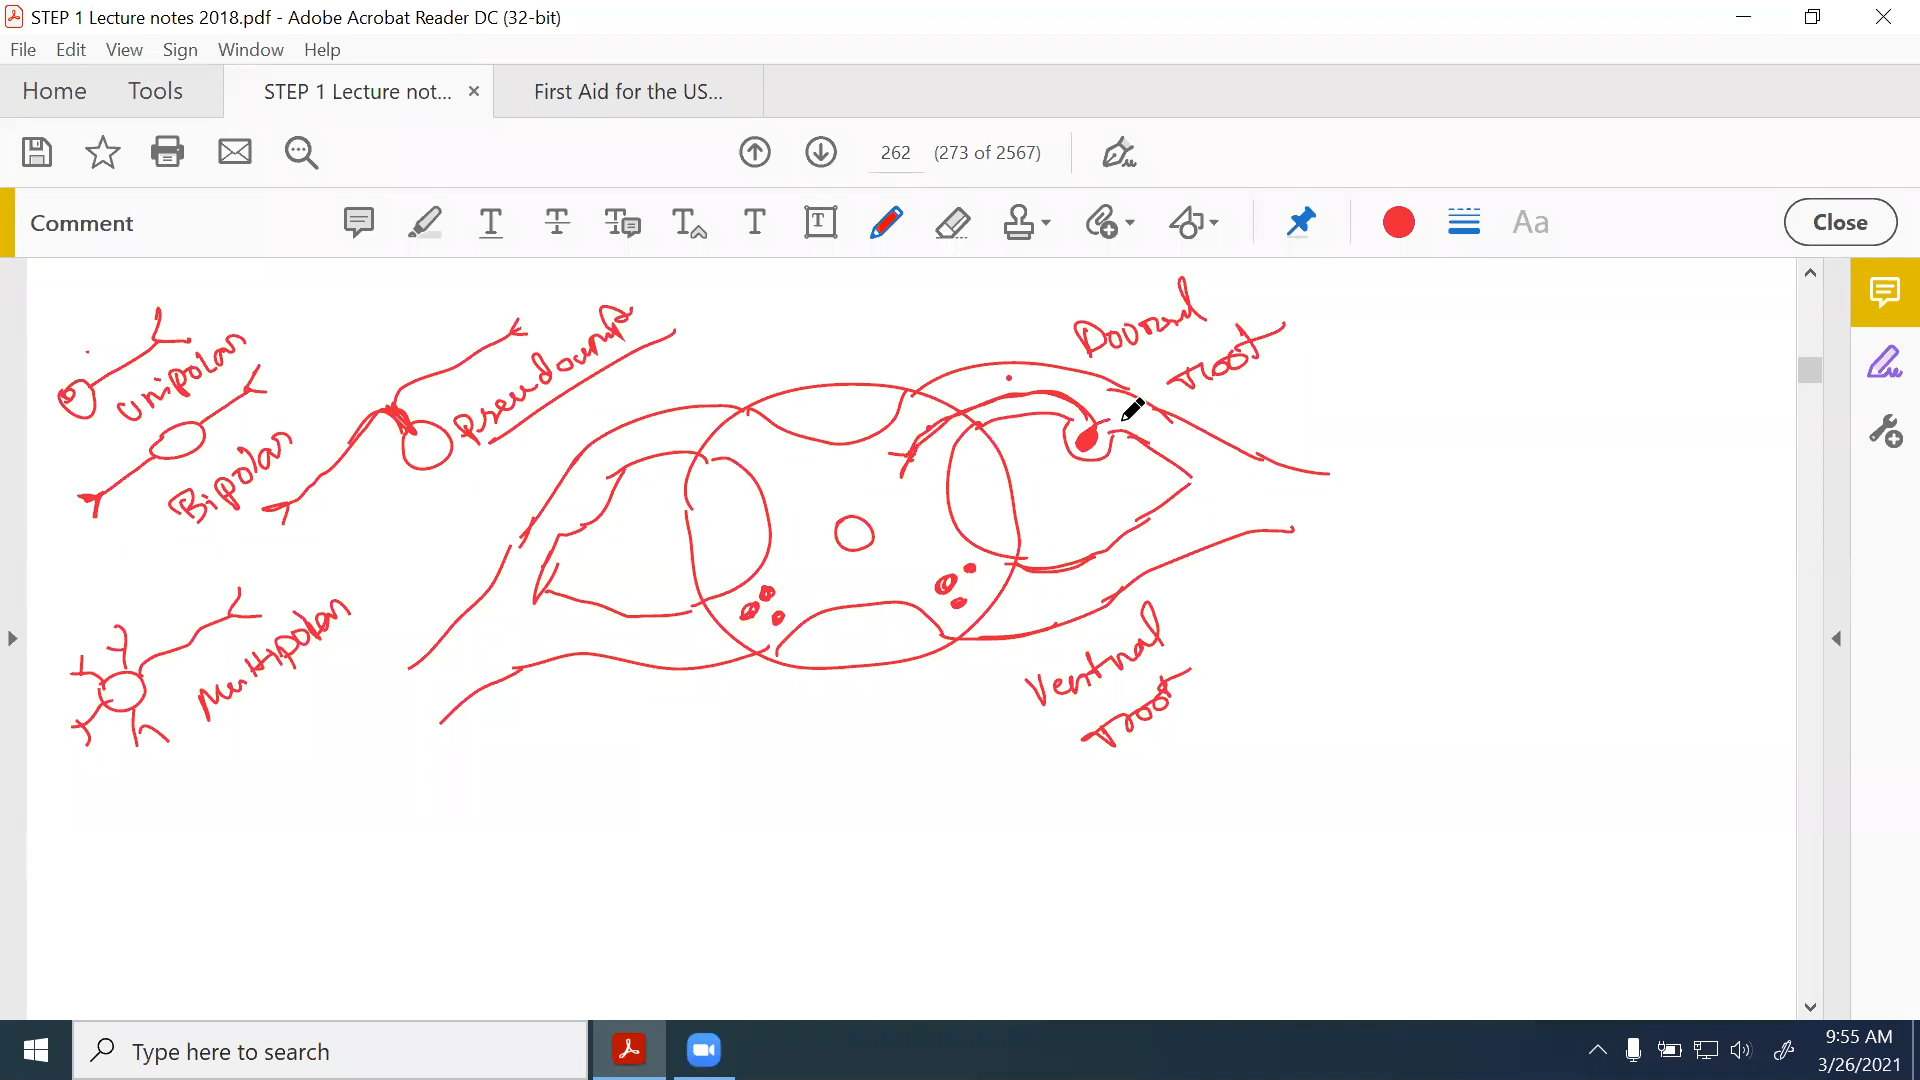 STEP 1 Lecture notes 2018.pdf - Adobe Acrobat Reader DC (32-bit)
File Edit View Sign Window Help
Home Tools STEP 1 Lecture not... × First Aid for the US...
262 (273 of 2567)
Comment T T T T T T Aa Close
Unipolar
Bipolar
Multipolar
Dorsal
root
Ventral
root
Type here to search
9:55 AM
3/26/2021